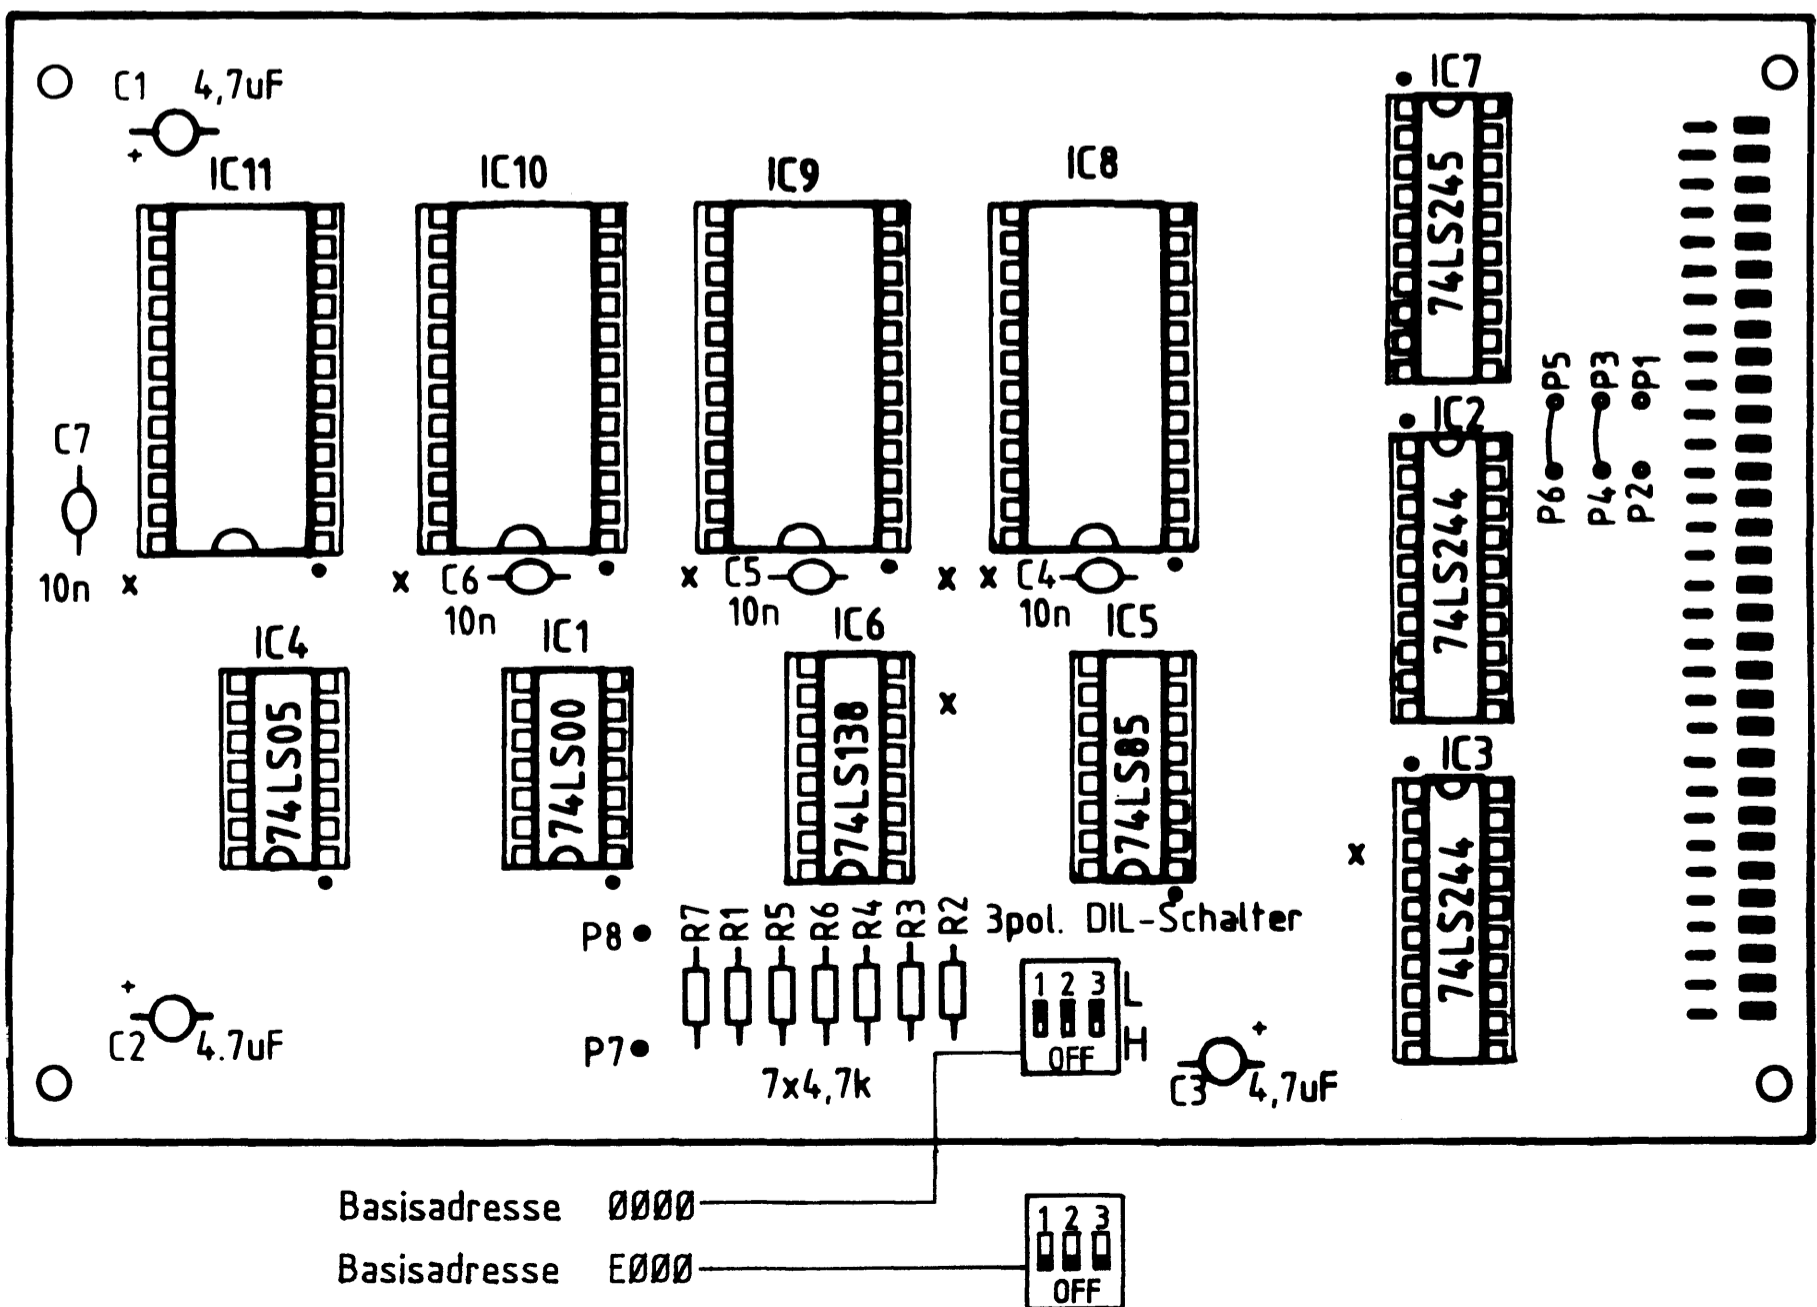 C1 4,7uF
IC7
74LS245
IC11
IC10
IC9
IC8
P5
P3
P1
P6
P4
P2
IC2
74LS244
C7
10n
x
x
C6
10n
x
C5
10n
x
x
C4
10n
IC4
74LS05
IC1
74LS00
IC6
74LS138
x
IC5
74LS85
IC3
74LS244
x
P8
P7
R7
R1
R5
R6
R4
R3
R2
7x4,7k
3pol. DIL-Schalter
1 2 3
L
H
OFF
+
C1
+
C2 4.7uF
+
C3 4,7uF
Basisadresse 0000
Basisadresse E000
1 2 3
OFF